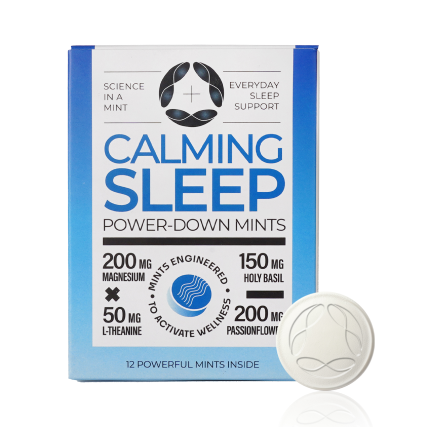 SCIENCE
IN A
MINT
EVERYDAY
SLEEP
SUPPORT
CALMING
SLEEP
POWER-DOWN MINTS
200 MG
MAGNESIUM
150 MG
HOLY BASIL
• MINTS ENGINEERED •
TO ACTIVATE WELLNESS
50 MG
L-THEANINE
200 MG
PASSIONFLOW
12 POWERFUL MINTS INSIDE